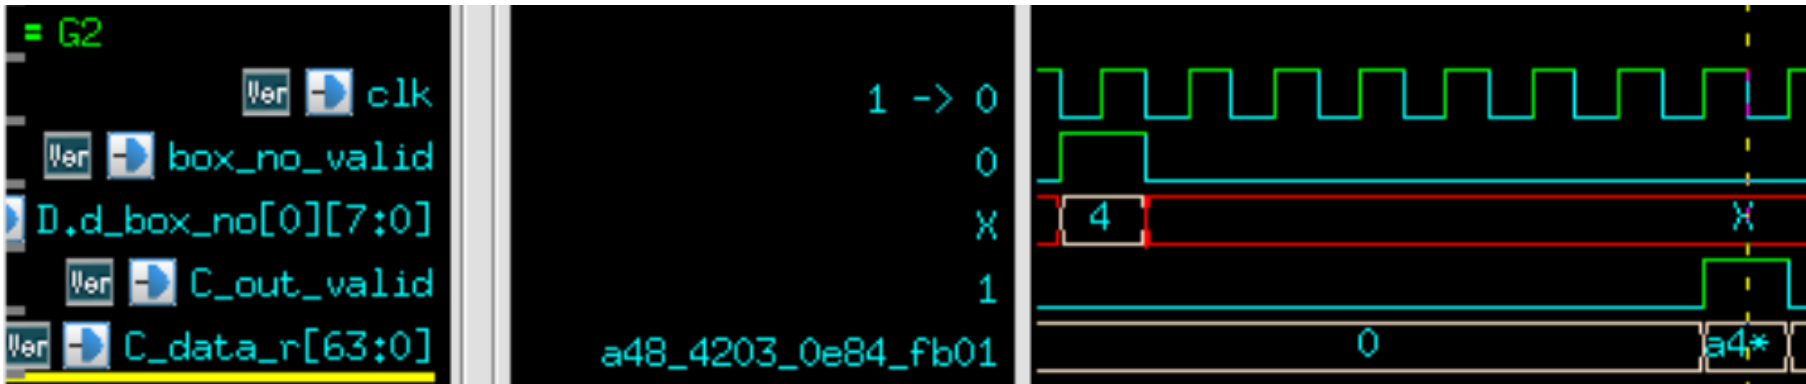 = G2
Ver clk 1 -> 0
Ver box_no_valid 0
D.d_box_no[0][7:0] X 4 X
Ver C_out_valid 1
Ver C_data_r[63:0] a48_4203_0e84_fb01 0 a4*